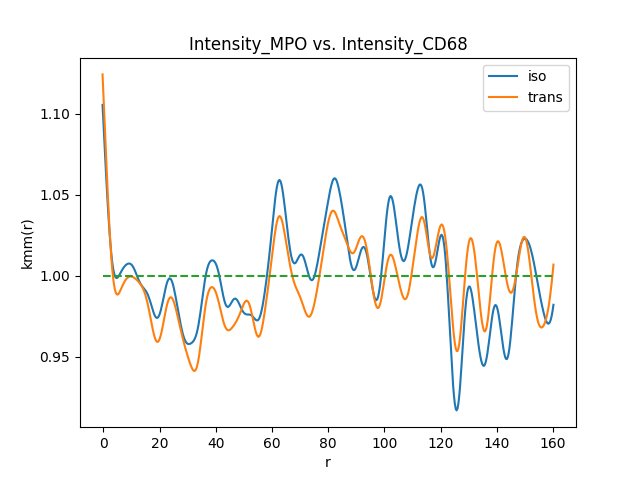 Intensity_MPO vs. Intensity_CD68
iso
trans
1.10
1.05
1.00
0.95
kmm(r)
0 20 40 60 80 100 120 140 160
r